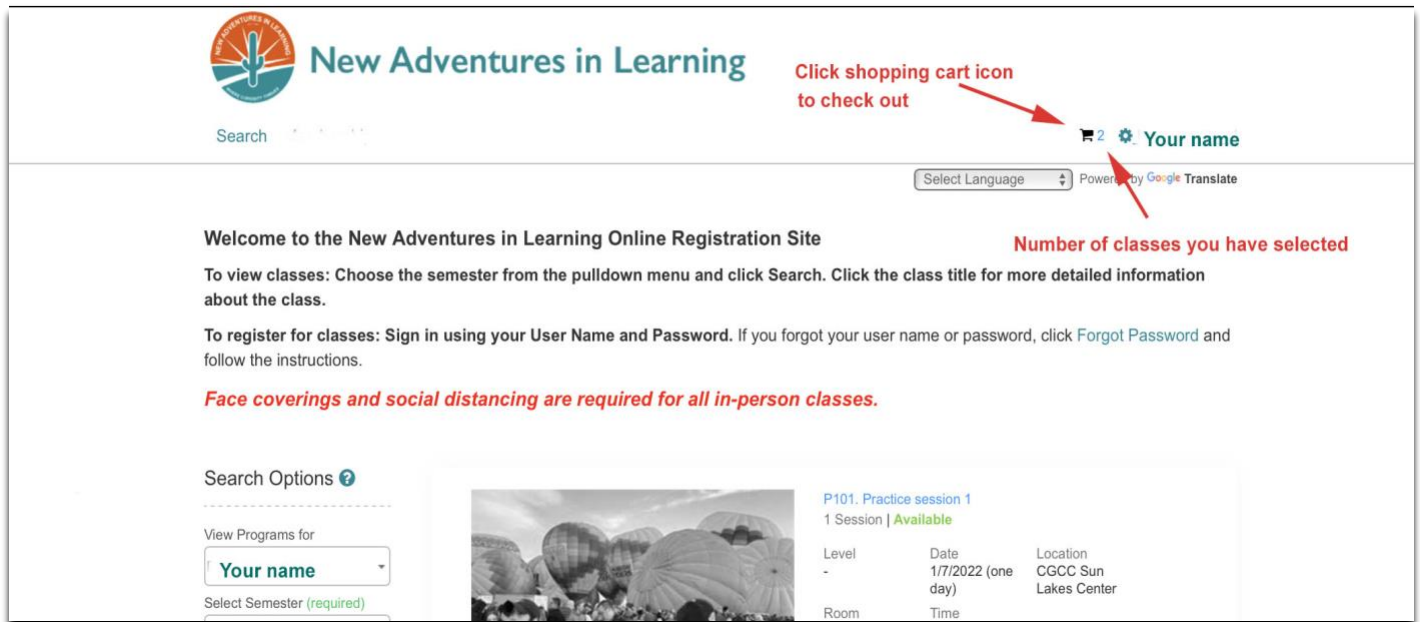 NEW ADVENTURES IN LEARNING
New Adventures in Learning
Click shopping cart icon
to check out
Search
2
Your name
Select Language
Powered by Google Translate
Welcome to the New Adventures in Learning Online Registration Site
Number of classes you have selected
To view classes: Choose the semester from the pulldown menu and click Search. Click the class title for more detailed information
about the class.
To register for classes: Sign in using your User Name and Password. If you forgot your user name or password, click Forgot Password and
follow the instructions.
Face coverings and social distancing are required for all in-person classes.
Search Options ?
View Programs for
Your name
Select Semester (required)
P101. Practice session 1
1 Session | Available
Level
-
Date
1/7/2022 (one
day)
Location
CGCC Sun
Lakes Center
Room
Time